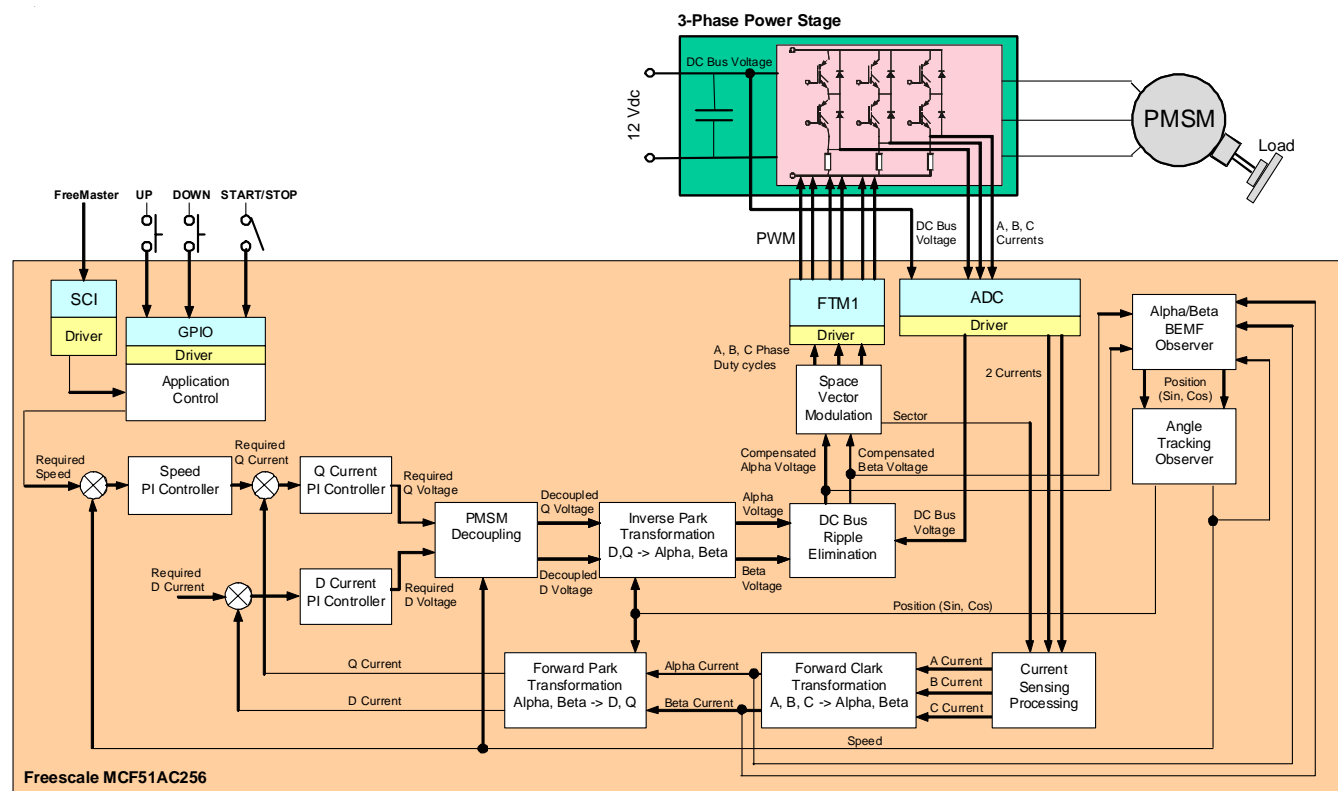 3-Phase Power Stage
DC Bus Voltage
12 Vdc
PMSM
Load
FreeMaster
UP
DOWN
START/STOP
PWM
DC Bus
Voltage
A, B, C
Currents
SCI
Driver
GPIO
Driver
Application
Control
FTM1
Driver
ADC
Driver
Alpha/Beta
BEMF
Observer
A, B, C Phase
Duty cycles
2 Currents
Position
(Sin, Cos)
Space
Vector
Modulation
Sector
Angle
Tracking
Observer
Required
Speed
Speed
PI Controller
Required
Q Current
Q Current
PI Controller
Required
Q Voltage
Compensated
Alpha Voltage
Compensated
Beta Voltage
PMSM
Decoupling
Decoupled
Q Voltage
Inverse Park
Transformation
D,Q -> Alpha, Beta
Alpha
Voltage
DC Bus
Ripple
Elimination
DC Bus
Voltage
Required
D Current
D Current
PI Controller
Required
D Voltage
Decoupled
D Voltage
Beta
Voltage
Position (Sin, Cos)
Q Current
D Current
Forward Park
Transformation
Alpha, Beta -> D, Q
Alpha Current
Beta Current
Forward Clark
Transformation
A, B, C -> Alpha, Beta
A Current
B Current
C Current
Current
Sensing
Processing
Speed
Freescale MCF51AC256